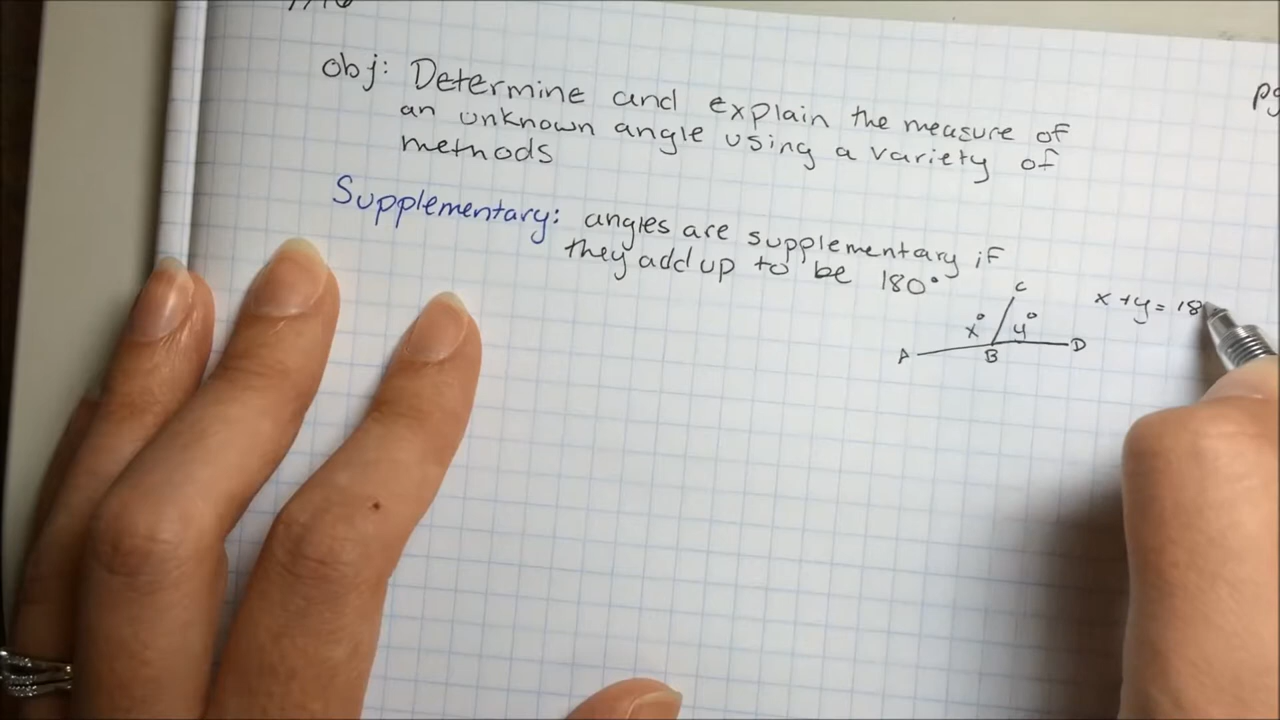 obj: Determine and explain the measure of
an unknown angle using a variety of
methods
pg
Supplementary: angles are supplementary if
they add up to be 180°
C
x° y°
A B D
x + y = 18